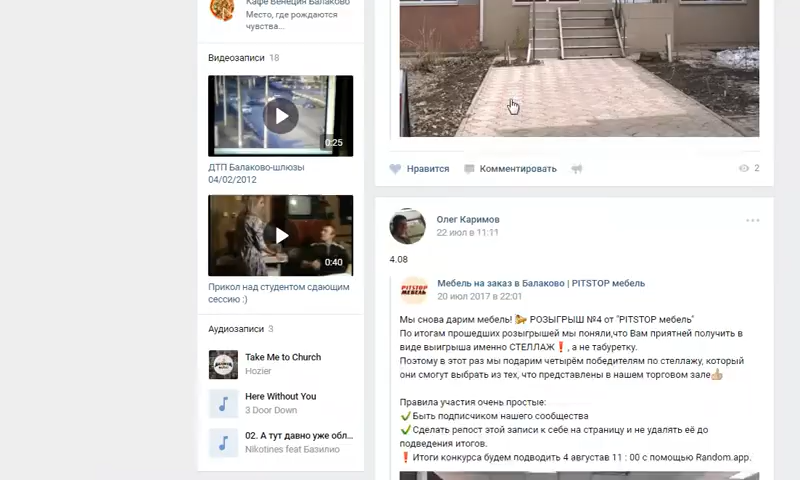 Кафе Венеция Балаково
Место, где рождаются
чувства...
Видеозаписи 18
0:25
ДТП Балаково-шлюзы
04/02/2012
0:40
Прикол над студентом сдающим
сессию :)
Аудиозаписи 3
Take Me to Church
Hozier
Here Without You
3 Door Down
02. А тут давно уже обл...
Nikotines feat Базилио
Нравится
Комментировать
2
Олег Каримов
22 июл в 11:11
4.08
PITSTOP
МЕБЕЛЬ
Мебель на заказ в Балаково | PITSTOP мебель
20 июл 2017 в 22:01
Мы снова дарим мебель! РОЗЫГРЫШ №4 от "PITSTOP мебель"
По итогам прошедших розыгрышей мы поняли,что Вам приятней получить в
виде выигрыша именно СТЕЛЛАЖ❗, а не табуретку.
Поэтому в этот раз мы подарим четырём победителям по стеллажу, который
они смогут выбрать из тех, что представлены в нашем торговом зале👍
Правила участия очень простые:
✔Быть подписчиком нашего сообщества
✔Сделать репост этой записи к себе на страницу и не удалять её до
подведения итогов.
❗Итоги конкурса будем подводить 4 августав 11 : 00 с помощью Random.app.